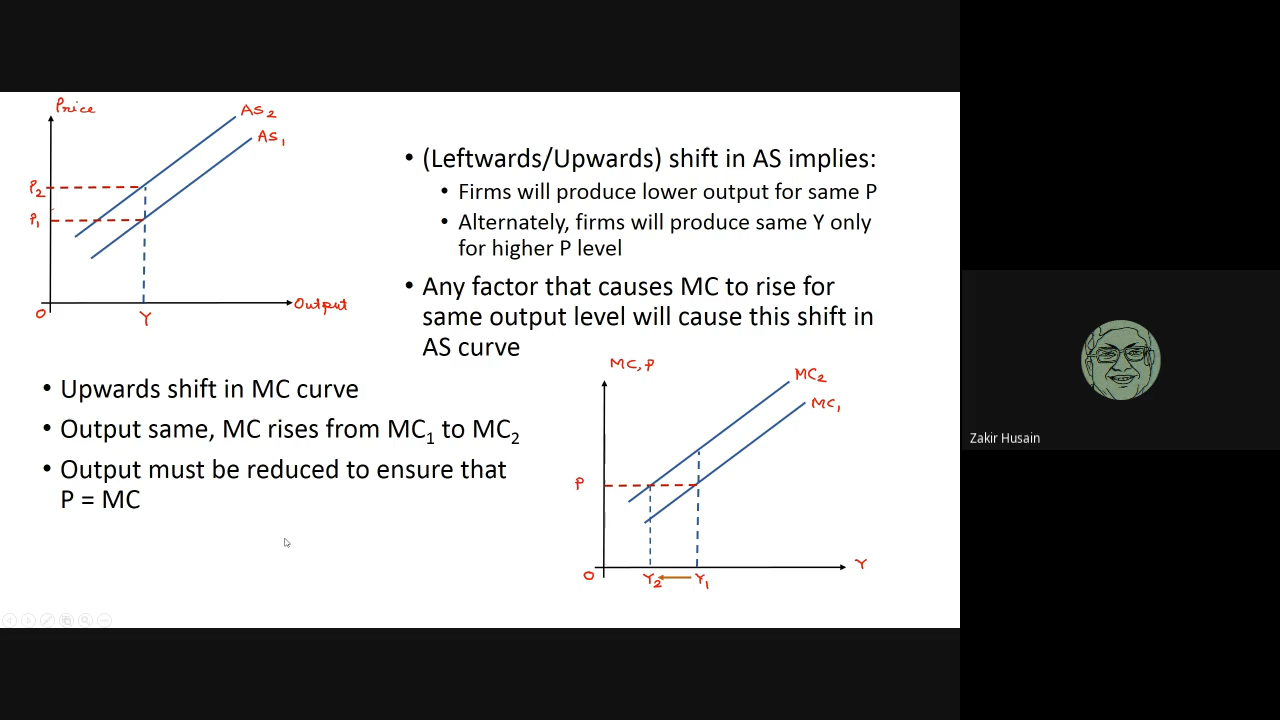 Price
AS2
AS1
P2
P1
O
Y
Output
• (Leftwards/Upwards) shift in AS implies:
• Firms will produce lower output for same P
• Alternately, firms will produce same Y only
for higher P level
• Any factor that causes MC to rise for
same output level will cause this shift in
AS curve
• Upwards shift in MC curve
• Output same, MC rises from MC1 to MC2
• Output must be reduced to ensure that
P = MC
MC, P
MC2
MC1
P
O
Y2
Y1
Y
Zakir Husain